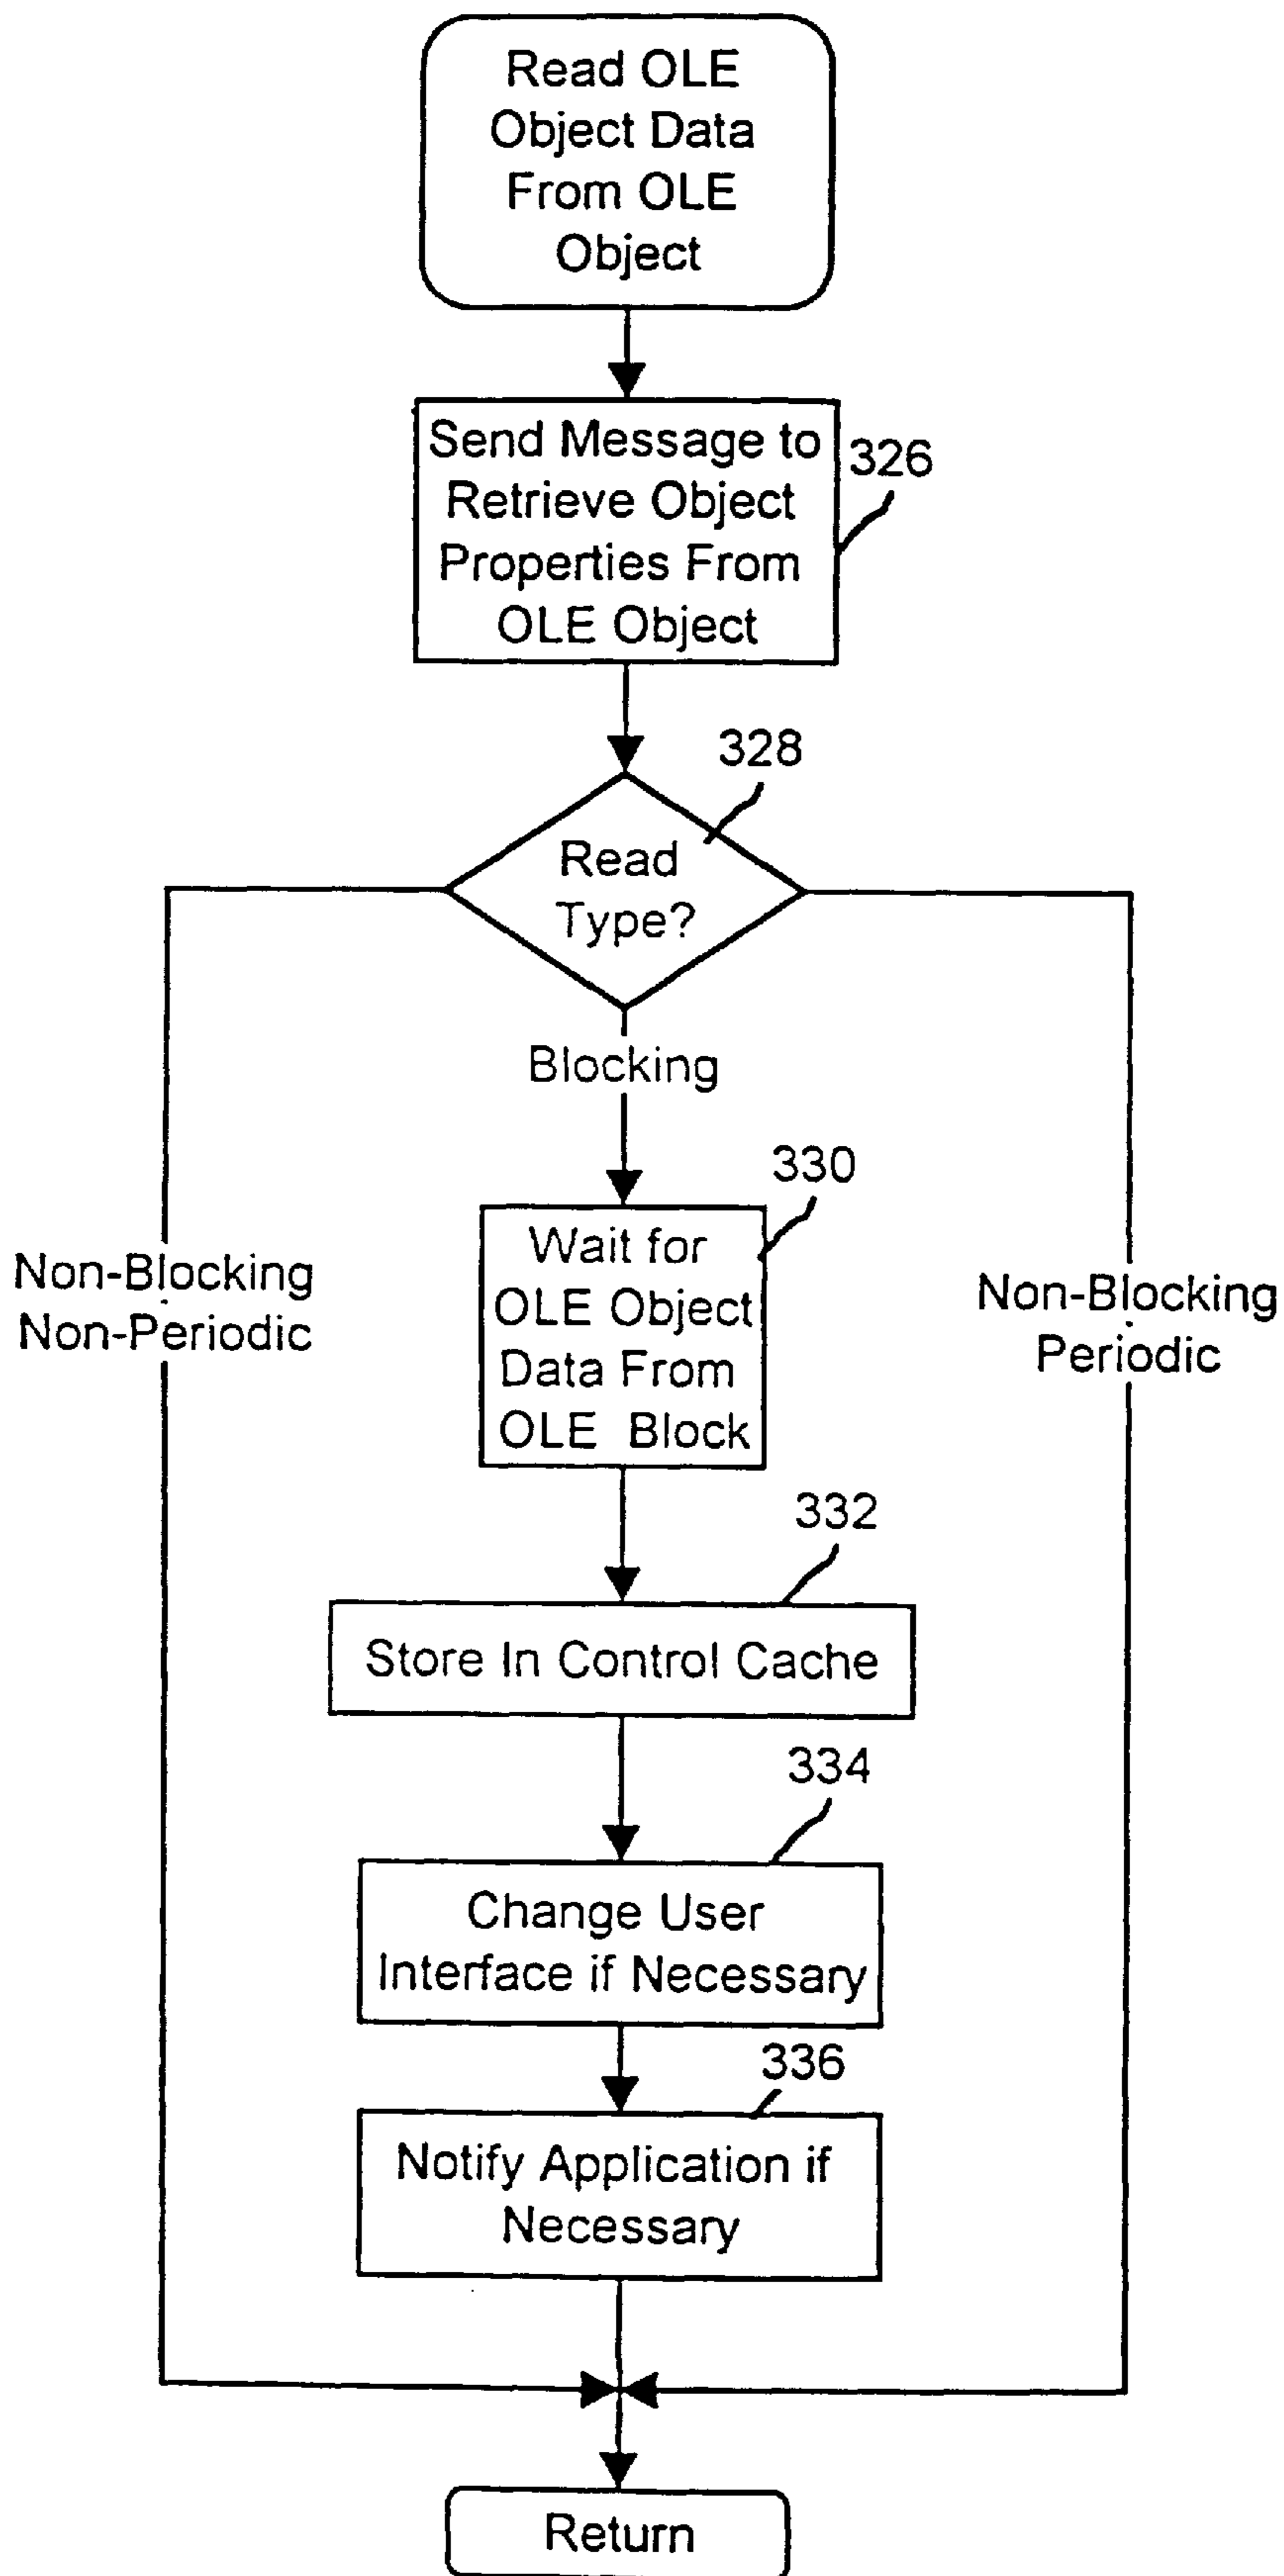 Read OLE
Object Data
From OLE
Object
Send Message to
Retrieve Object
Properties From
OLE Object
326
328
Read
Type?
Blocking
330
Wait for
OLE Object
Data From
OLE Block
Non-Blocking
Non-Periodic
Non-Blocking
Periodic
332
Store In Control Cache
334
Change User
Interface if Necessary
336
Notify Application if
Necessary
Return